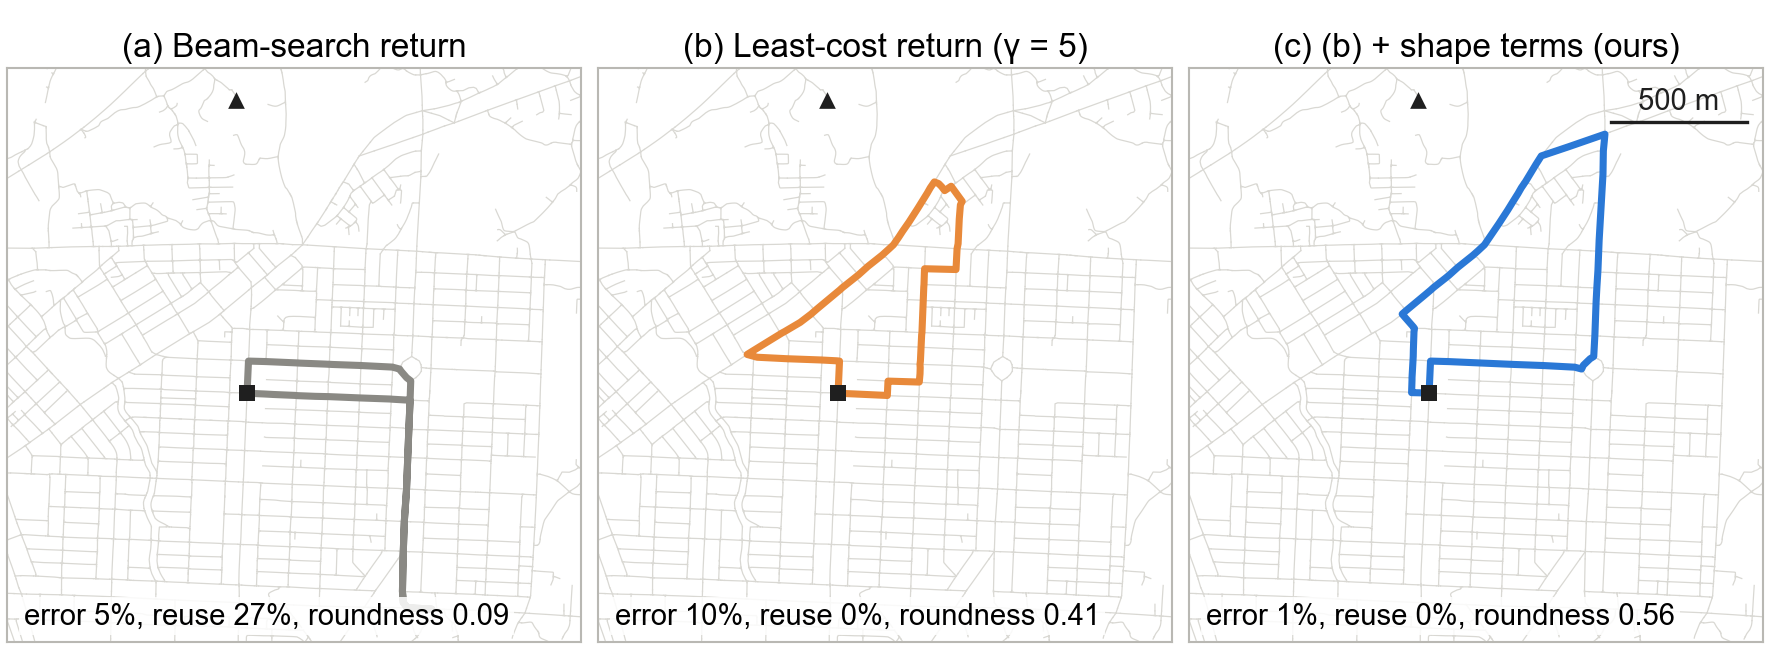 (a) Beam-search return
(b) Least-cost return (γ = 5)
(c) (b) + shape terms (ours)
500 m
error 5%, reuse 27%, roundness 0.09
error 10%, reuse 0%, roundness 0.41
error 1%, reuse 0%, roundness 0.56